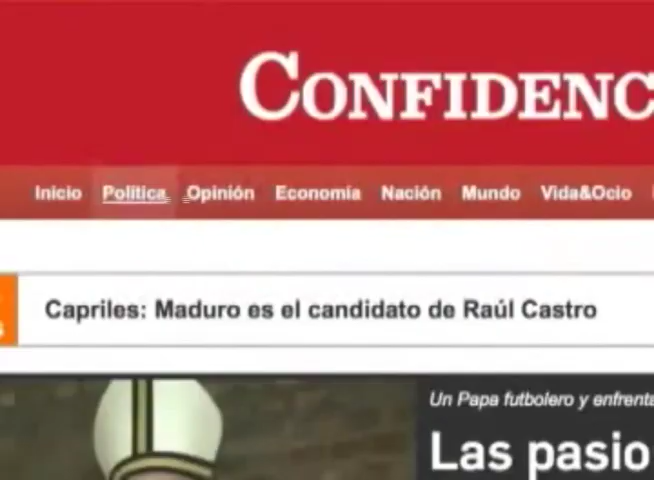 CONFIDENC
Inicio Política Opinión Economía Nación Mundo Vida&Ocio
Capriles: Maduro es el candidato de Raúl Castro
Un Papa futbolero y enfrenta
Las pasio